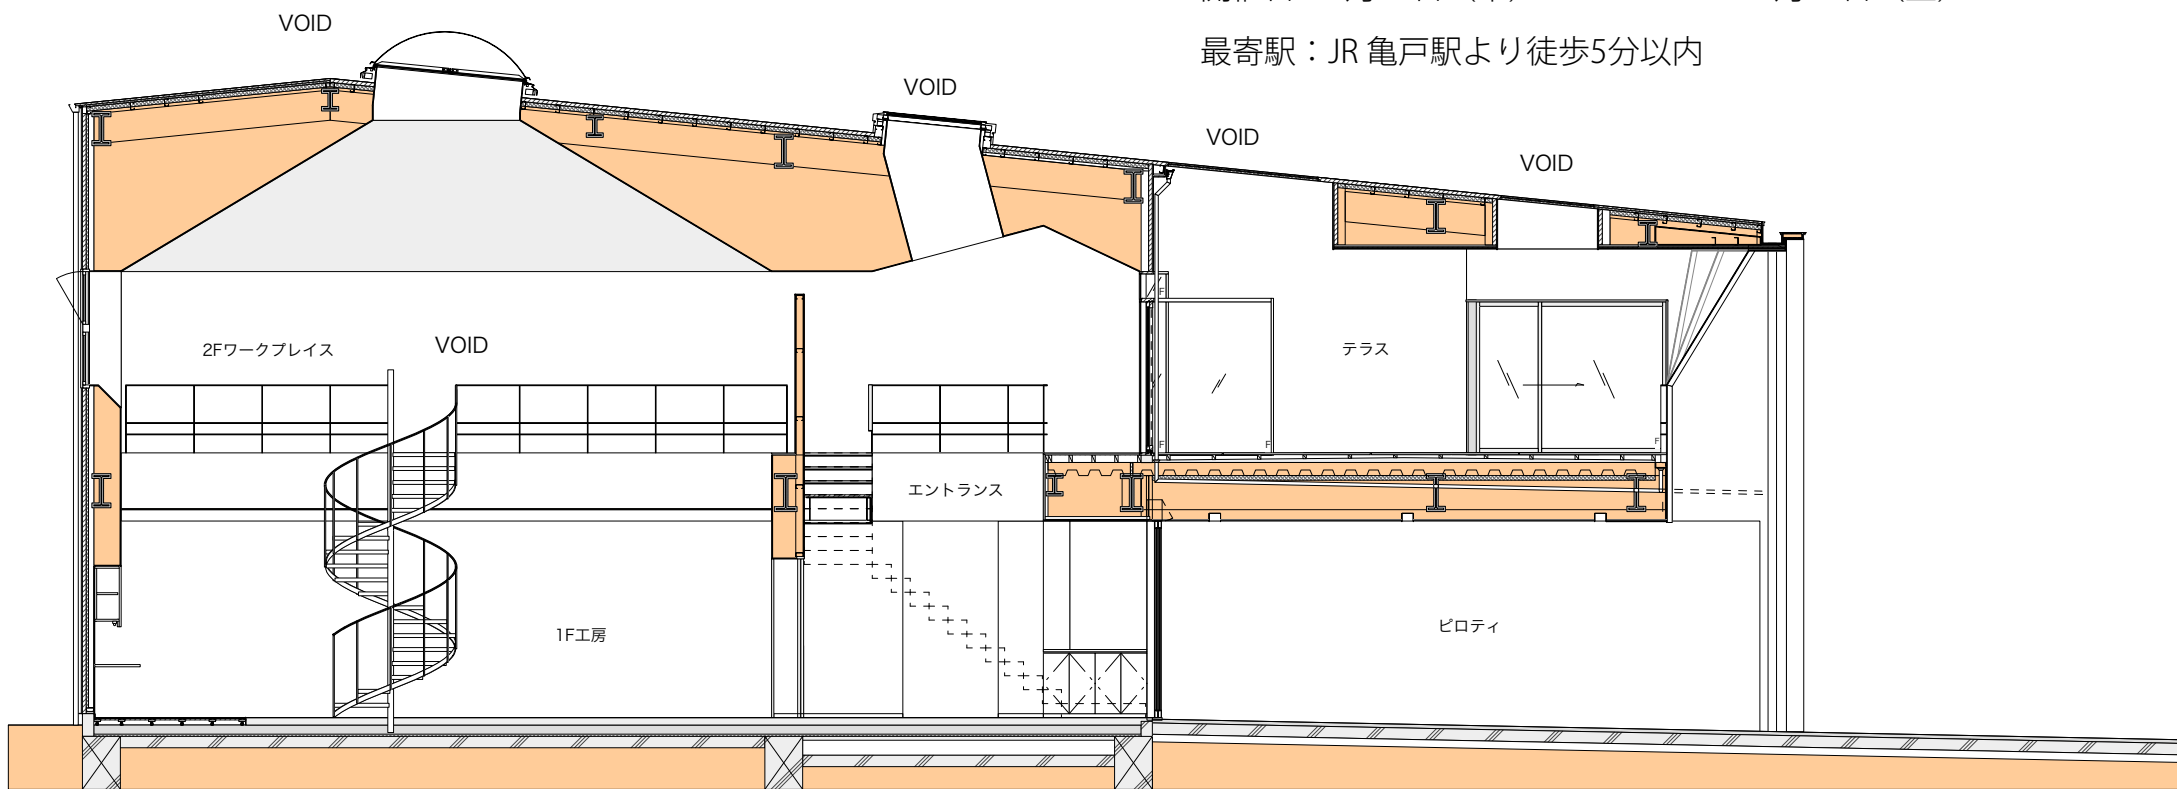 最寄駅：JR 亀戸駅より徒歩5分以内
VOID
VOID
VOID
VOID
2Fワークプレイス
VOID
テラス
エントランス
1F工房
ピロティ
F
F
F
F